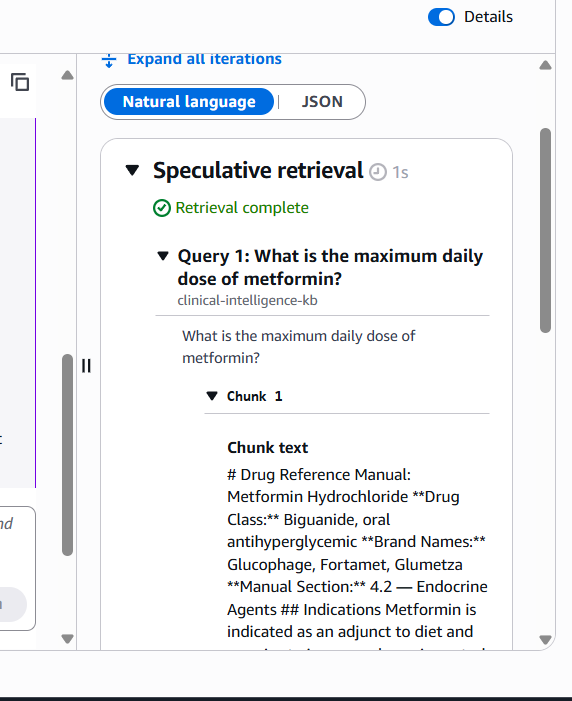 Details
Expand all iterations
Natural language
JSON
Speculative retrieval 1s
Retrieval complete
Query 1: What is the maximum daily
dose of metformin?
clinical-intelligence-kb
What is the maximum daily dose of
metformin?
Chunk 1
Chunk text
# Drug Reference Manual:
Metformin Hydrochloride **Drug
Class:** Biguanide, oral
antihyperglycemic **Brand Names:**
Glucophage, Fortamet, Glumetza
**Manual Section:** 4.2 — Endocrine
Agents ## Indications Metformin is
indicated as an adjunct to diet and